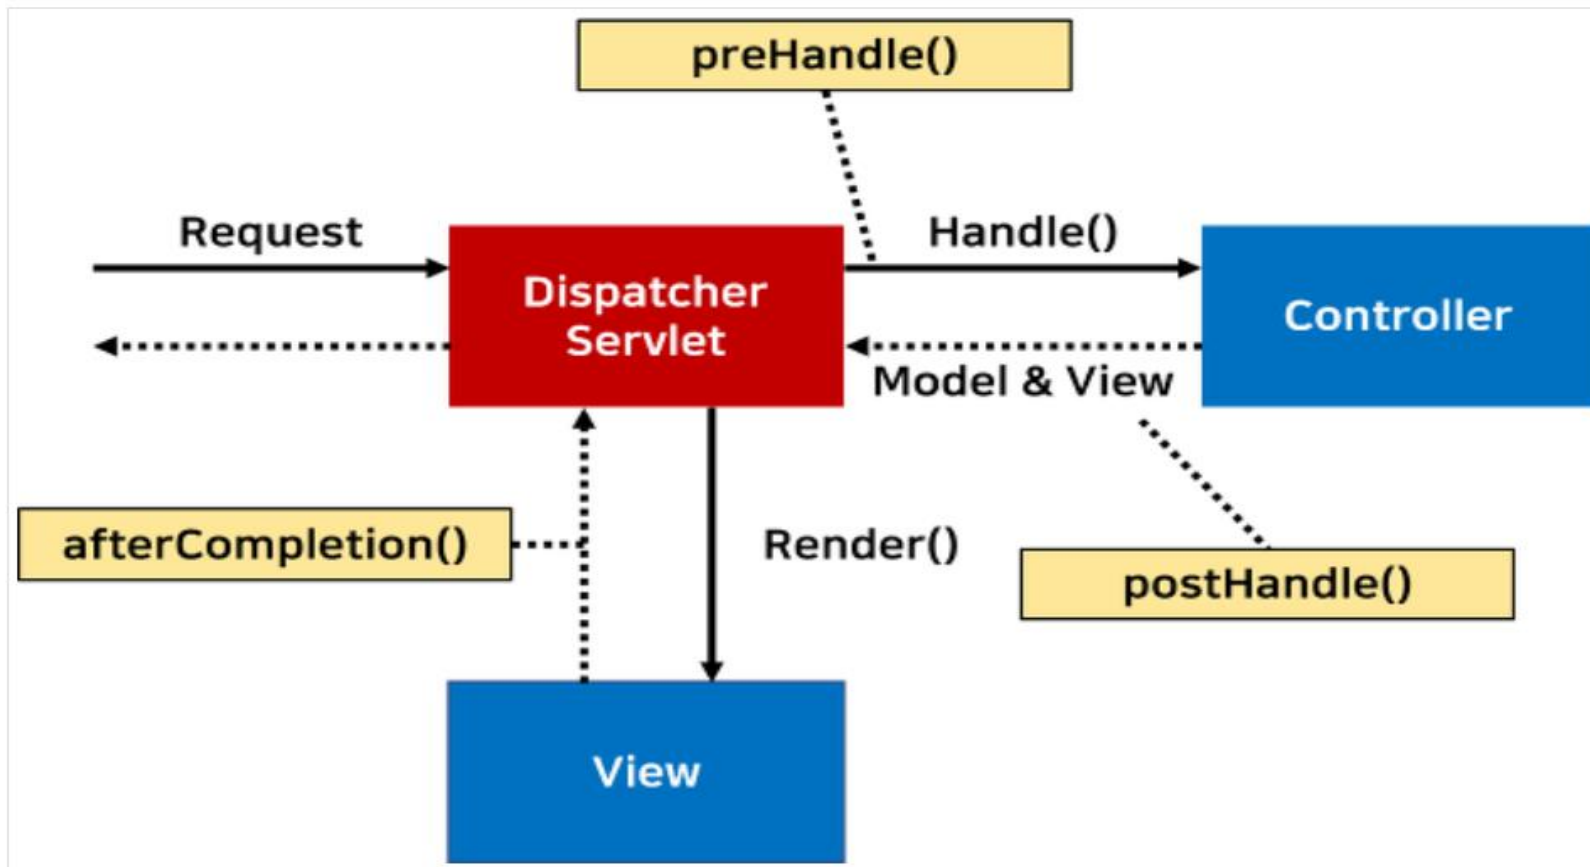 preHandle()
Request
Handle()
Dispatcher
Servlet
Controller
Model & View
afterCompletion()
Render()
postHandle()
View